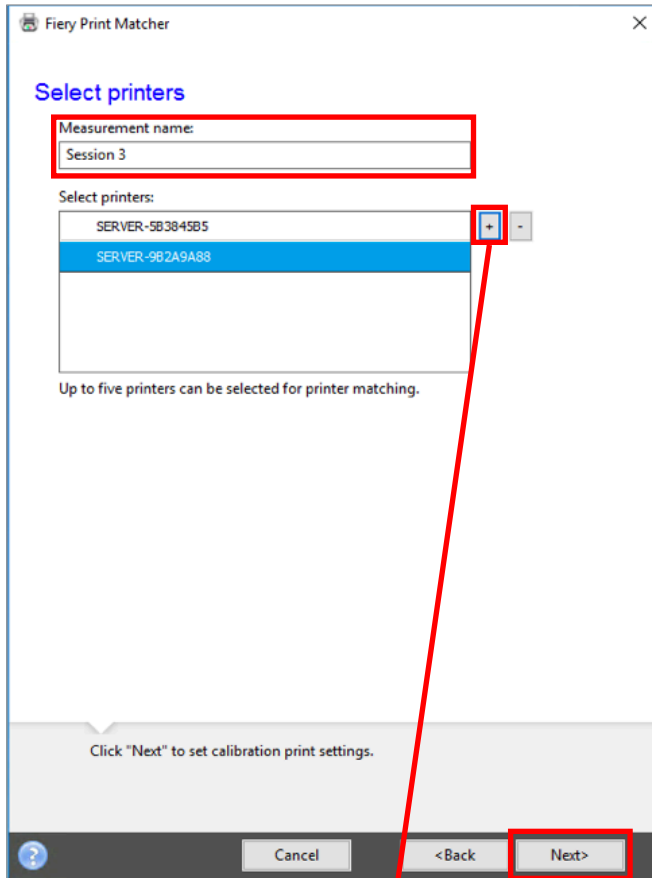 Fiery Print Matcher
Select printers
Measurement name:
Session 3
Select printers:
SERVER-5B3845B5
+ -
SERVER-9B2A9A88
Up to five printers can be selected for printer matching.
Click "Next" to set calibration print settings.
? Cancel <Back Next>